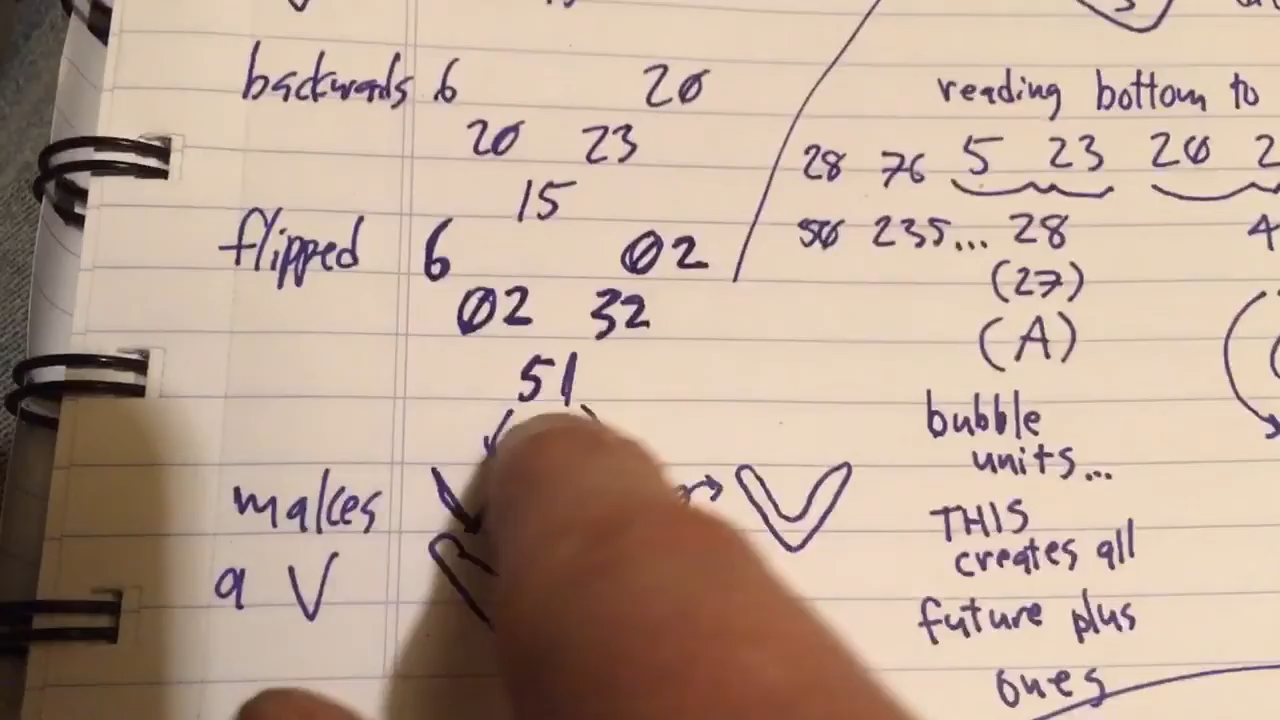 backwards 6 20
20 23
15
flipped 6 02
02 32
51
makes
a V
reading bottom to
28 76 5 23 20
50 235... 28
(27)
(A)
bubble
units...
THIS
creates all
future plus
ones